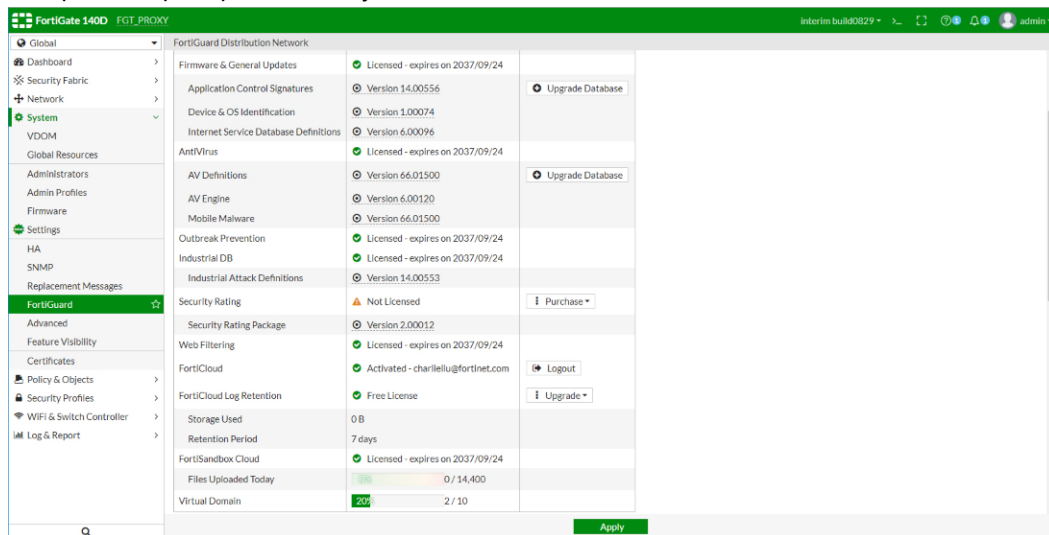 FortiGate 140D FGT_PROXY
interim build0829
>_
1
1
admin
Global
FortiGuard Distribution Network
Dashboard
Security Fabric
Network
System
VDOM
Global Resources
Administrators
Admin Profiles
Firmware
Settings
HA
SNMP
Replacement Messages
FortiGuard
Advanced
Feature Visibility
Certificates
Policy & Objects
Security Profiles
WiFi & Switch Controller
Log & Report
Firmware & General Updates Licensed - expires on 2037/09/24
Application Control Signatures Version 14.00556 Upgrade Database
Device & OS Identification Version 1.00074
Internet Service Database Definitions Version 6.00096
AntiVirus Licensed - expires on 2037/09/24
AV Definitions Version 66.01500 Upgrade Database
AV Engine Version 6.00120
Mobile Malware Version 66.01500
Outbreak Prevention Licensed - expires on 2037/09/24
Industrial DB Licensed - expires on 2037/09/24
Industrial Attack Definitions Version 14.00553
Security Rating Not Licensed Purchase
Security Rating Package Version 2.00012
Web Filtering Licensed - expires on 2037/09/24
FortiCloud Activated - charlieliu@fortinet.com Logout
FortiCloud Log Retention Free License Upgrade
Storage Used 0 B
Retention Period 7 days
FortiSandbox Cloud Licensed - expires on 2037/09/24
Files Uploaded Today 0 / 14,400
Virtual Domain 20% 2 / 10
Apply